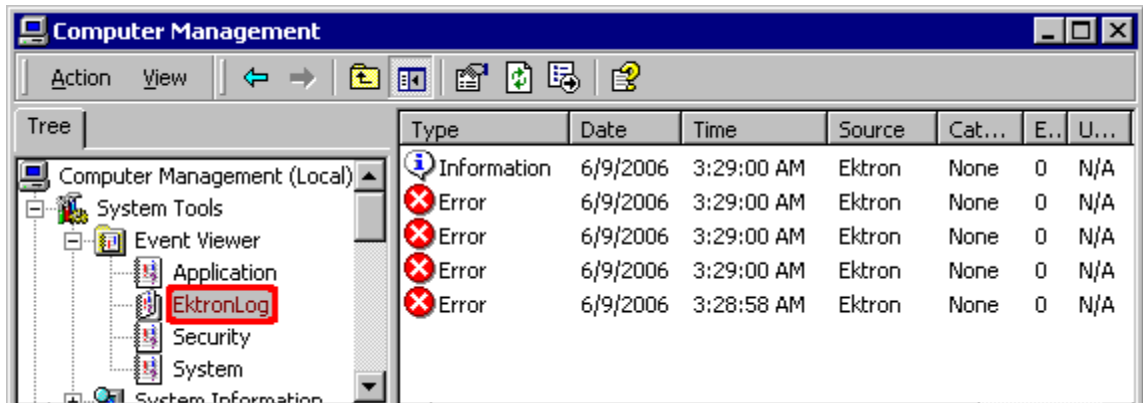 Computer Management
Action View
Tree
Computer Management (Local)
System Tools
Event Viewer
Application
EktronLog
Security
System
System Information
Type Date Time Source Cat... E.. U...
Information 6/9/2006 3:29:00 AM Ektron None 0 N/A
Error 6/9/2006 3:29:00 AM Ektron None 0 N/A
Error 6/9/2006 3:29:00 AM Ektron None 0 N/A
Error 6/9/2006 3:29:00 AM Ektron None 0 N/A
Error 6/9/2006 3:28:58 AM Ektron None 0 N/A